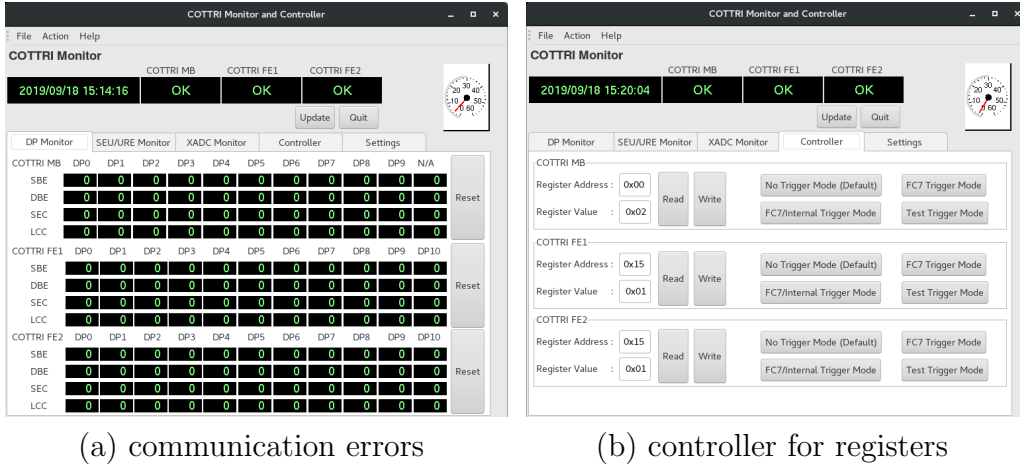 COTTRI Monitor and Controller
File Action Help
COTTRI Monitor
COTTRI MB COTTRI FE1 COTTRI FE2
2019/09/18 15:14:16 OK OK OK
20 30 40
10 50
0 60
Update Quit
DP Monitor SEU/URE Monitor XADC Monitor Controller Settings
COTTRI MB DP0 DP1 DP2 DP3 DP4 DP5 DP6 DP7 DP8 DP9 N/A
SBE 0 0 0 0 0 0 0 0 0 0 0
DBE 0 0 0 0 0 0 0 0 0 0 0
Reset
SEC 0 0 0 0 0 0 0 0 0 0 0
LCC 0 0 0 0 0 0 0 0 0 0 0
COTTRI FE1 DP0 DP1 DP2 DP3 DP4 DP5 DP6 DP7 DP8 DP9 DP10
SBE 0 0 0 0 0 0 0 0 0 0 0
DBE 0 0 0 0 0 0 0 0 0 0 0
Reset
SEC 0 0 0 0 0 0 0 0 0 0 0
LCC 0 0 0 0 0 0 0 0 0 0 0
COTTRI FE2 DP0 DP1 DP2 DP3 DP4 DP5 DP6 DP7 DP8 DP9 DP10
SBE 0 0 0 0 0 0 0 0 0 0 0
DBE 0 0 0 0 0 0 0 0 0 0 0
Reset
SEC 0 0 0 0 0 0 0 0 0 0 0
LCC 0 0 0 0 0 0 0 0 0 0 0
(a) communication errors
COTTRI Monitor and Controller
File Action Help
COTTRI Monitor
COTTRI MB COTTRI FE1 COTTRI FE2
2019/09/18 15:20:04 OK OK OK
20 30 40
10 50
0 60
Update Quit
DP Monitor SEU/URE Monitor XADC Monitor Controller Settings
COTTRI MB
Register Address : 0x00 Read Write No Trigger Mode (Default) FC7 Trigger Mode
Register Value : 0x02 FC7/Internal Trigger Mode Test Trigger Mode
COTTRI FE1
Register Address : 0x15 Read Write No Trigger Mode (Default) FC7 Trigger Mode
Register Value : 0x01 FC7/Internal Trigger Mode Test Trigger Mode
COTTRI FE2
Register Address : 0x15 Read Write No Trigger Mode (Default) FC7 Trigger Mode
Register Value : 0x01 FC7/Internal Trigger Mode Test Trigger Mode
(b) controller for registers